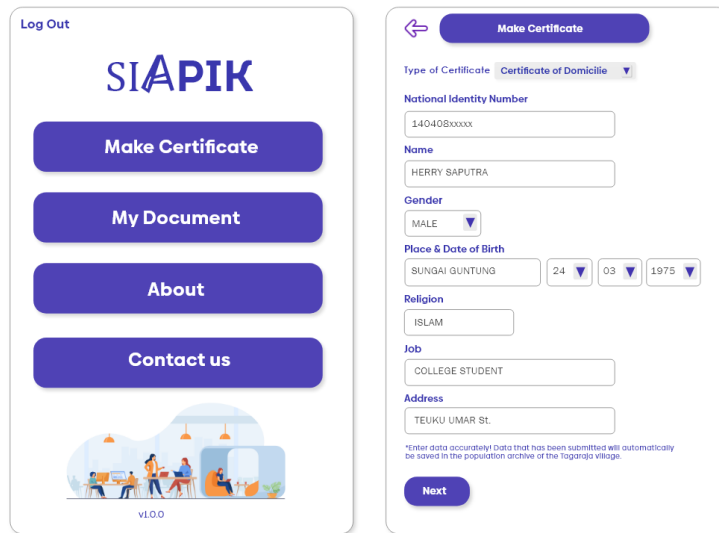 Log Out
SIAPIK
Make Certificate
My Document
About
Contact us
v1.0.0
Make Certificate
Type of Certificate Certificate of Domicilie
National Identity Number
140408xxxxx
Name
HERRY SAPUTRA
Gender
MALE
Place & Date of Birth
SUNGAI GUNTUNG 24 03 1975
Religion
ISLAM
Job
COLLEGE STUDENT
Address
TEUKU UMAR St.
*Enter data accurately! Data that has been submitted will automatically
be saved in the population archive of the Tagaraja village.
Next